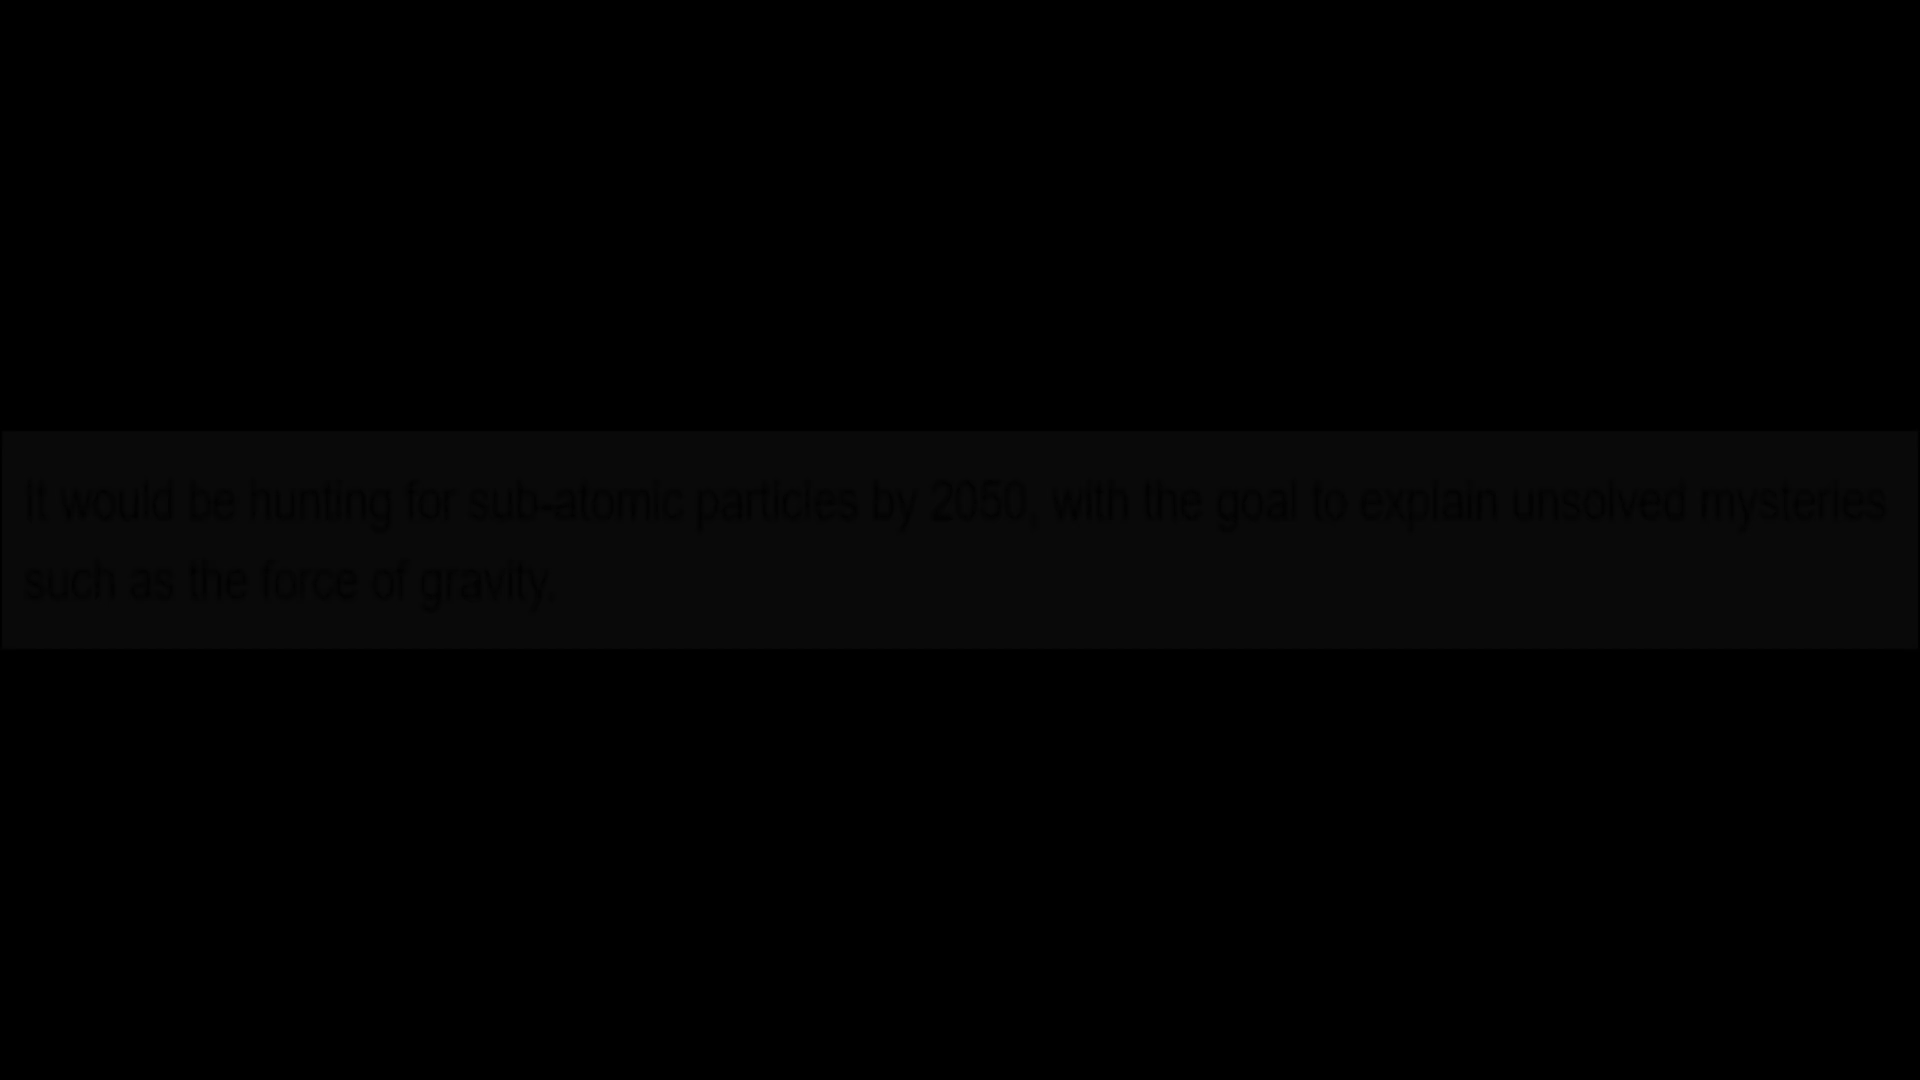 It would be hunting for sub-atomic particles by 2050, with the goal to explain unsolved mysteries
such as the force of gravity.